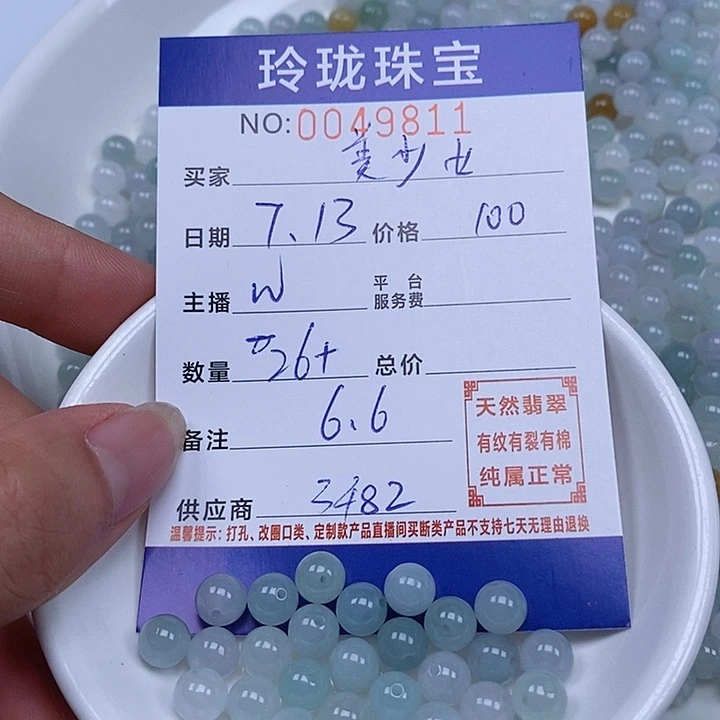 玲珑珠宝
NO:0049811
买家 美少女
日期 7.13 价格 100
主播 W 平台服务费
数量 26+ 总价
备注 6.6
天然翡翠
有纹有裂有棉
纯属正常
供应商 3482
温馨提示：打孔、改圈口类、定制款产品直播间买断类产品不支持七天无理由退换